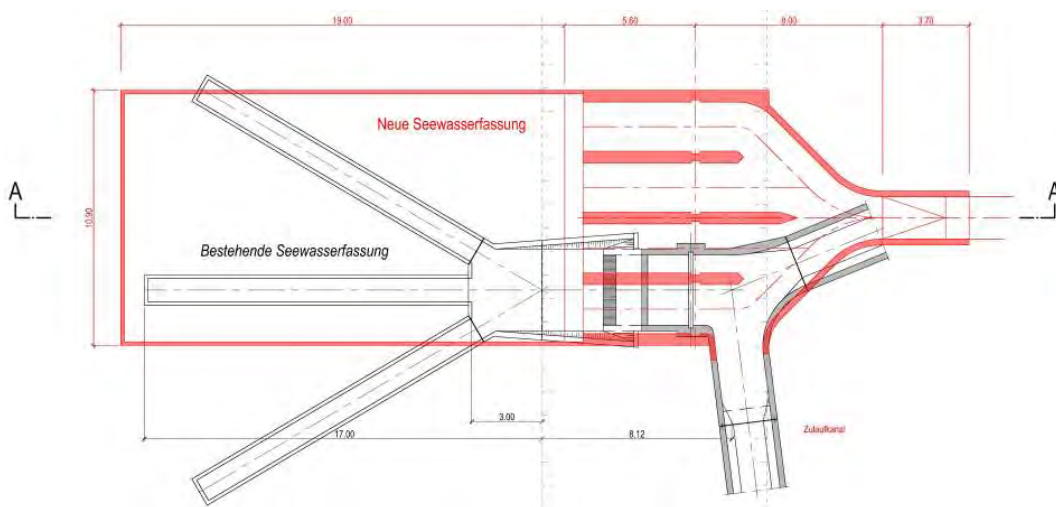 19.00 5.60 8.00 3.70
Neue Seewasserfassung
A A
10.90
Bestehende Seewasserfassung
3.00
17.00 8.12
Zulaufkanal